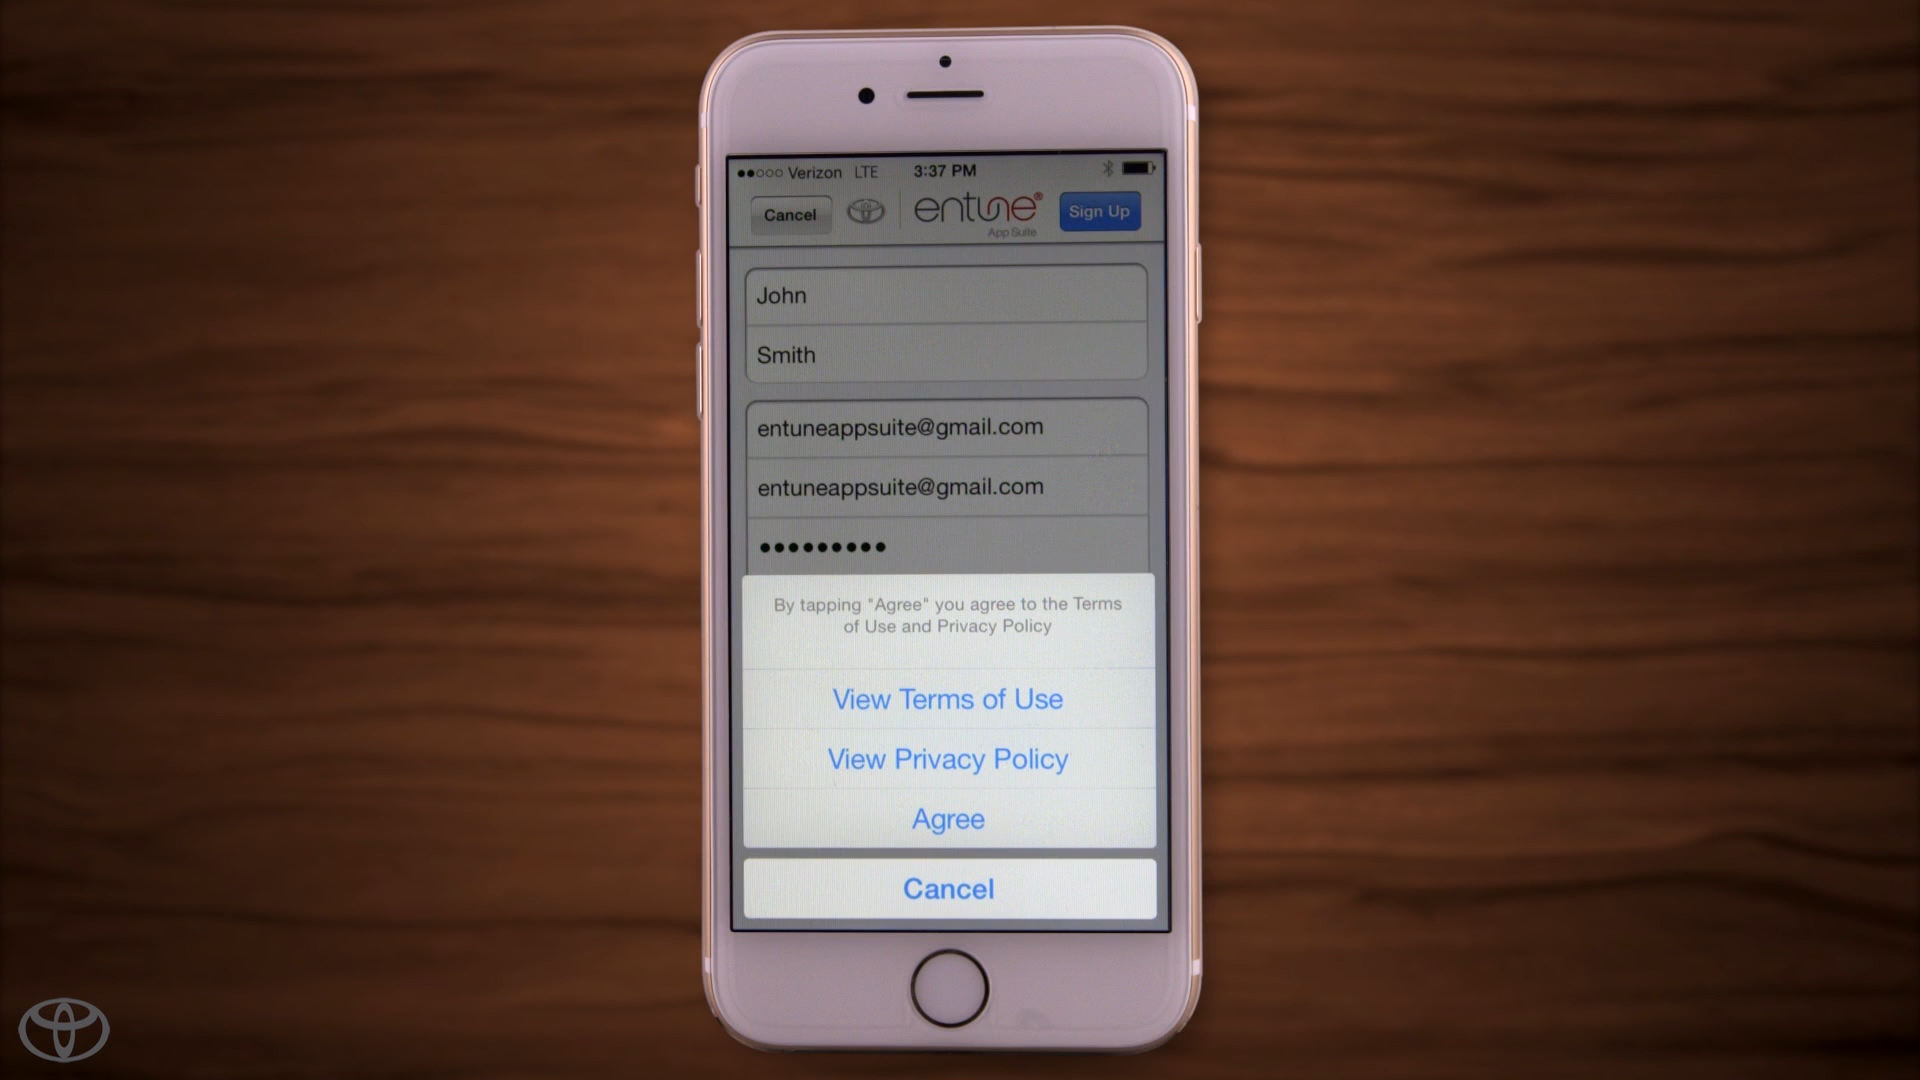 Verizon LTE 3:37 PM
Cancel entune® Sign Up
App Suite
John
Smith
entuneappsuite@gmail.com
entuneappsuite@gmail.com
•••••••••
By tapping "Agree" you agree to the Terms
of Use and Privacy Policy
View Terms of Use
View Privacy Policy
Agree
Cancel